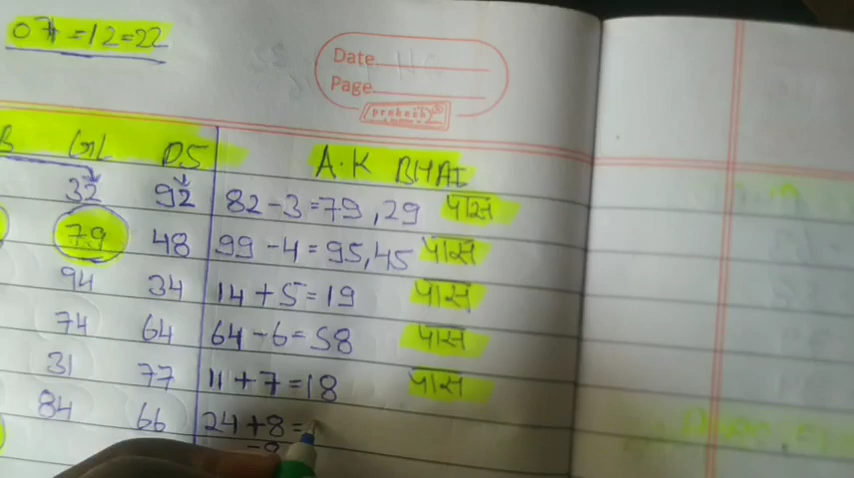 07 =12=22
Date
Page
prakash
B GL DS A.K BHAI
32 92 82-3=79,29 पास
79 48 99-4=95,45 पास
94 34 14+5=19 पास
74 64 64-6=58 पास
31 77 11+7=18 पास
84 66 24+8=
-8